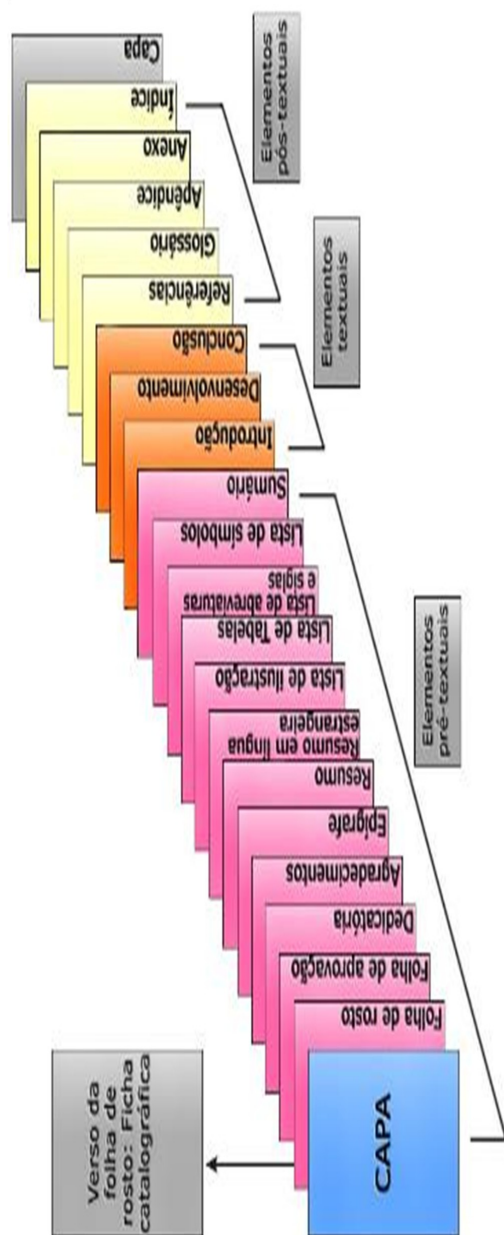 Verso da
folha de
rosto: Ficha
catalográfica
CAPA
Folha de rosto
Folha de aprovação
Dedicatória
Agradecimentos
Epígrafe
Resumo
Resumo em língua
estrangeira
Lista de ilustração
Lista de Tabelas
Lista de abreviaturas
e siglas
Lista de símbolos
Sumário
Introdução
Desenvolvimento
Conclusão
Referências
Glossário
Apêndice
Anexo
Índice
Capa
Elementos
pré-textuais
Elementos
textuais
Elementos
pós-textuais